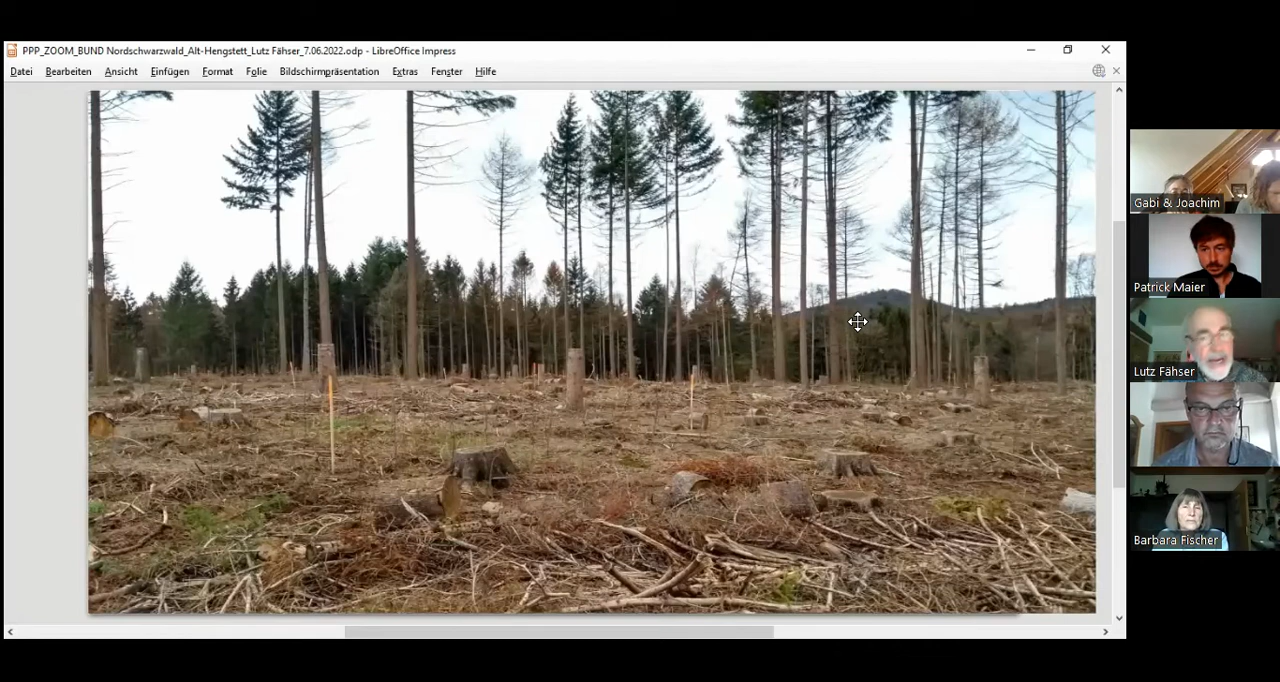 PPP_ZOOM_BUND Nordschwarzwald_Alt-Hengstett_Lutz Fähser_7.06.2022.odp - LibreOffice Impress
Datei Bearbeiten Ansicht Einfügen Format Folie Bildschirmpräsentation Extras Fenster Hilfe
Gabi & Joachim
Patrick Maier
Lutz Fähser
Barbara Fischer